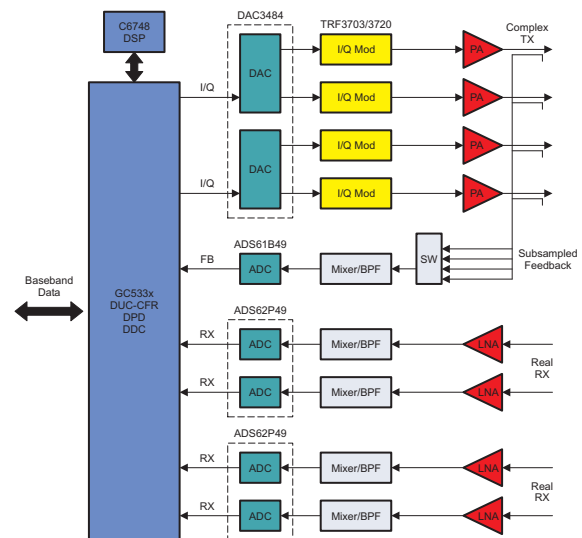 DAC3484
TRF3703/3720
Complex
TX
C6748
DSP
DAC
I/Q Mod
PA
I/Q
I/Q Mod
PA
DAC
I/Q Mod
PA
I/Q
I/Q Mod
PA
ADS61B49
FB
ADC
Mixer/BPF
SW
Subsampled
Feedback
Baseband
Data
GC533x
DUC-CFR
DPD
DDC
ADS62P49
RX
ADC
Mixer/BPF
LNA
Real
RX
RX
ADC
Mixer/BPF
LNA
ADS62P49
RX
ADC
Mixer/BPF
LNA
Real
RX
RX
ADC
Mixer/BPF
LNA